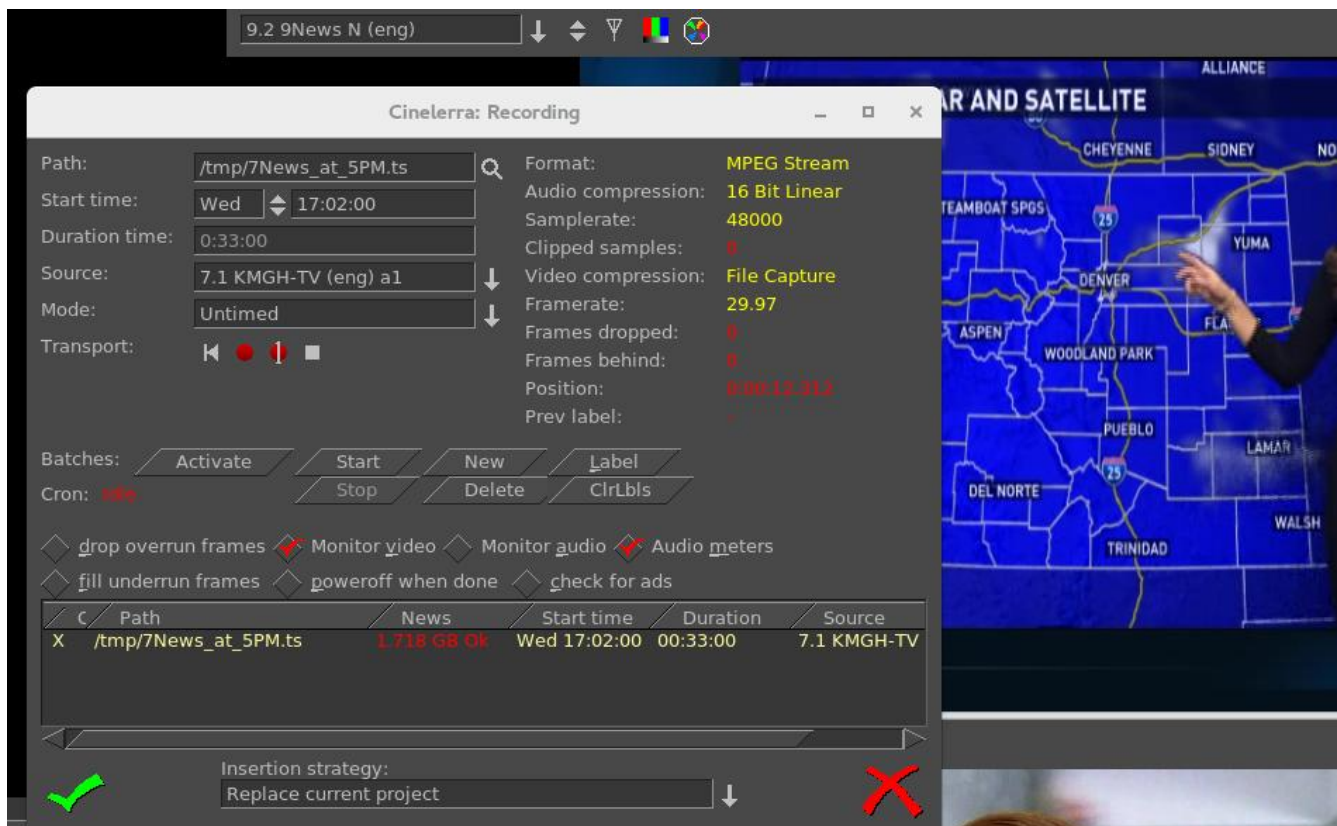 9.2 9News N (eng)
Cinelerra: Recording
Path: /tmp/7News_at_5PM.ts
Start time: Wed 17:02:00
Duration time: 0:33:00
Source: 7.1 KMGH-TV (eng) a1
Mode: Untimed
Transport:
Format: MPEG Stream
Audio compression: 16 Bit Linear
Samplerate: 48000
Clipped samples: 0
Video compression: File Capture
Framerate: 29.97
Frames dropped: 0
Frames behind: 0
Position: 0:00:12.312
Prev label: -
Batches: Activate Start New Label
Cron: Idle Stop Delete ClrLbls
drop overrun frames Monitor video Monitor audio Audio meters
fill underrun frames poweroff when done check for ads
C Path News Start time Duration Source
X /tmp/7News_at_5PM.ts 1.718 GB Ok Wed 17:02:00 00:33:00 7.1 KMGH-TV
Insertion strategy:
Replace current project
ALLIANCE
AR AND SATELLITE
CHEYENNE SIDNEY NO
TEAMBOAT SPGS 25
YUMA
DENVER
ASPEN
WOODLAND PARK
PUEBLO
LAMAR
25
DEL NORTE
WALSH
TRINIDAD